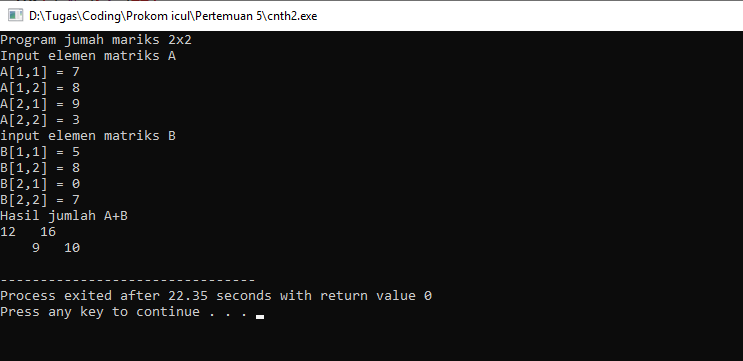 D:\Tugas\Coding\Prokom icul\Pertemuan 5\cnth2.exe
Program jumah mariks 2x2
Input elemen matriks A
A[1,1] = 7
A[1,2] = 8
A[2,1] = 9
A[2,2] = 3
input elemen matriks B
B[1,1] = 5
B[1,2] = 8
B[2,1] = 0
B[2,2] = 7
Hasil jumlah A+B
12   16
    9   10
--------------------------------
Process exited after 22.35 seconds with return value 0
Press any key to continue . . .